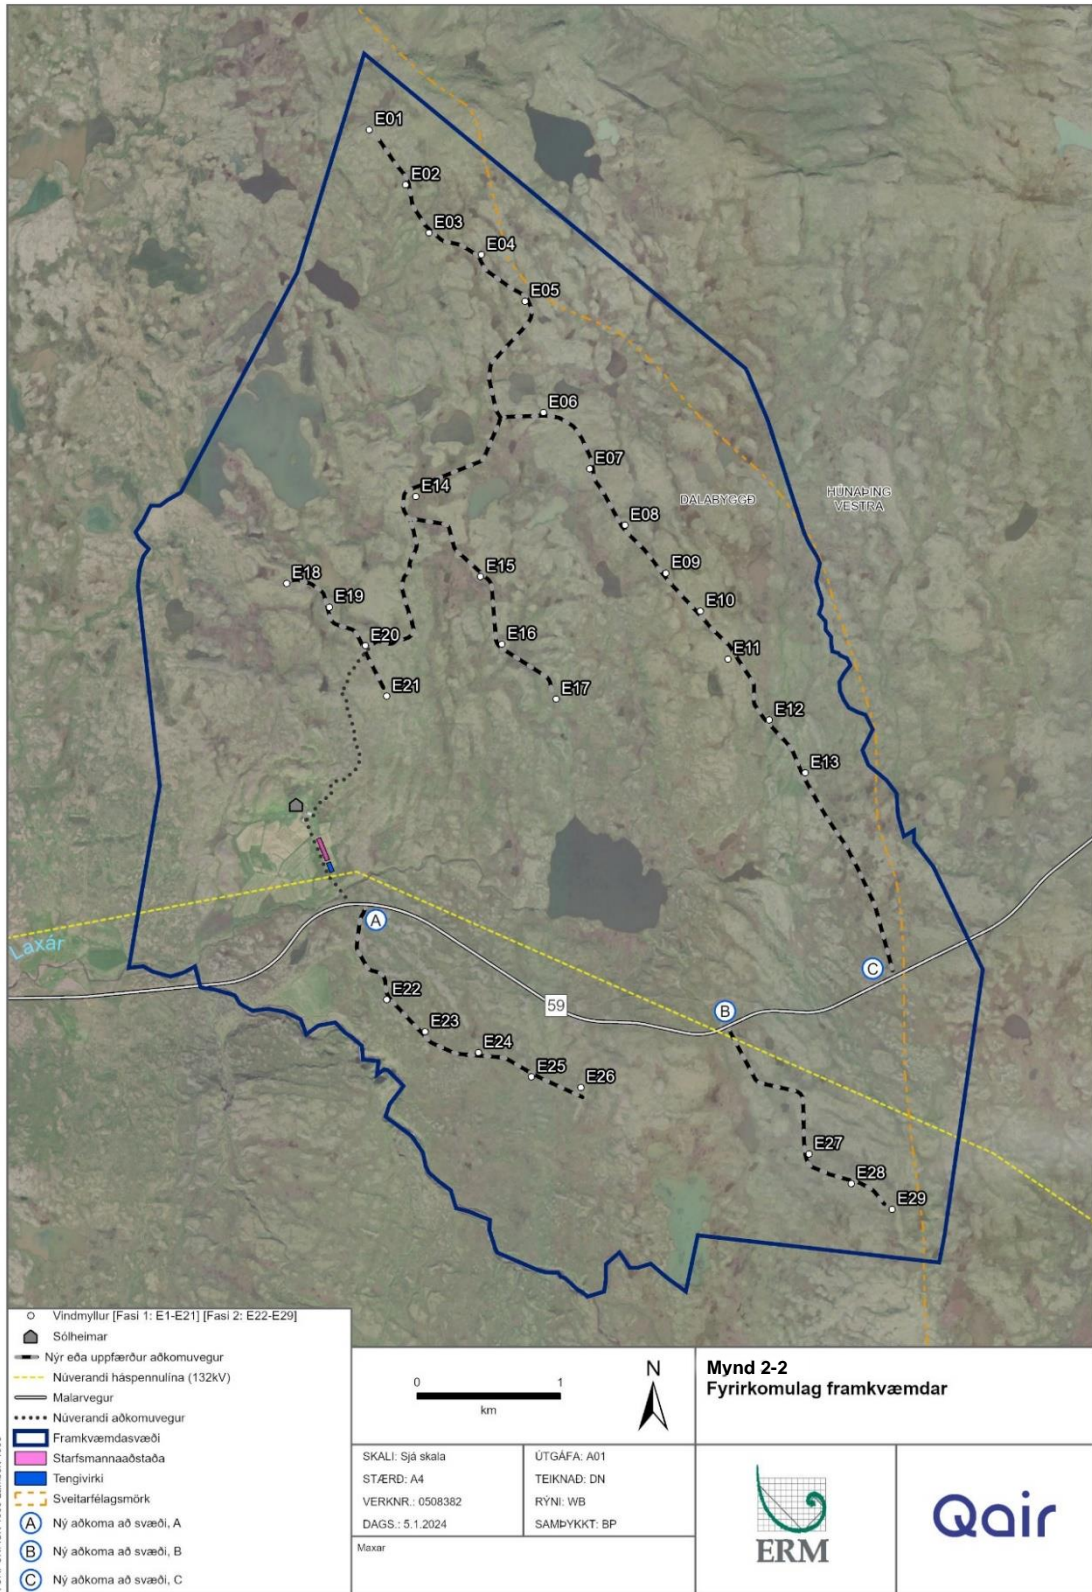 E01
E02
E03
E04
E05
E06
E07
DALABYGGÐ
HÚNAÞING
VESTRA
E14
E08
E09
E15
E18
E19
E10
E20
E16
E11
E21
E17
E12
E13
A
Laxár
C
E22
59
B
E23
E24
E25
E26
E27
E28
E29
Vindmyllur [Fasi 1: E1-E21] [Fasi 2: E22-E29]
Sólheimar
Nýr eða uppfærður aðkomuvegur
Núverandi háspennulína (132kV)
Malarvegur
Núverandi aðkomuvegur
Framkvæmdasvæði
Starfsmannaaðstaða
Tengivirki
Sveitarfélagsmörk
A Ný aðkoma að svæði, A
B Ný aðkoma að svæði, B
C Ný aðkoma að svæði, C
0 1
km
N
SKALI: Sjá skala
STÆRÐ: A4
VERKNR.: 0508382
DAGS.: 5.1.2024
ÚTGÁFA: A01
TEIKNAÐ: DN
RÝNI: WB
SAMÞYKKT: BP
Maxar
Mynd 2-2
Fyrirkomulag framkvæmdar
ERM
Qair